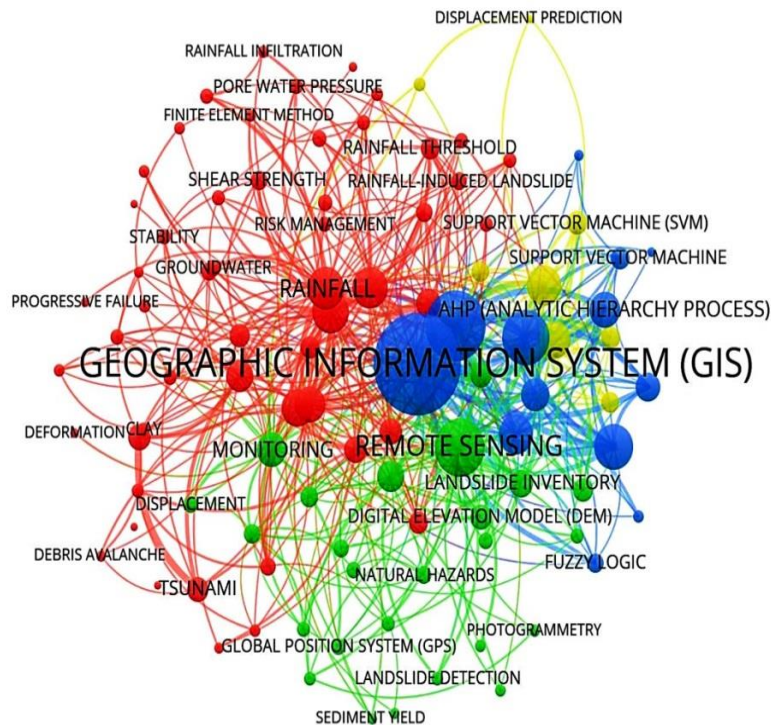 DISPLACEMENT PREDICTION
RAINFALL INFILTRATION
PORE WATER PRESSURE
FINITE ELEMENT METHOD
RAINFALL THRESHOLD
SHEAR STRENGTH
RAINFALL-INDUCED LANDSLIDE
RISK MANAGEMENT
SUPPORT VECTOR MACHINE (SVM)
STABILITY
SUPPORT VECTOR MACHINE
GROUNDWATER
RAINFALL
PROGRESSIVE FAILURE
AHP (ANALYTIC HIERARCHY PROCESS)
GEOGRAPHIC INFORMATION SYSTEM (GIS)
DEFORMATION
CLAY
MONITORING
REMOTE SENSING
LANDSLIDE INVENTORY
DISPLACEMENT
DIGITAL ELEVATION MODEL (DEM)
DEBRIS AVALANCHE
FUZZY LOGIC
NATURAL HAZARDS
TSUNAMI
PHOTOGRAMMETRY
GLOBAL POSITION SYSTEM (GPS)
LANDSLIDE DETECTION
SEDIMENT YIELD